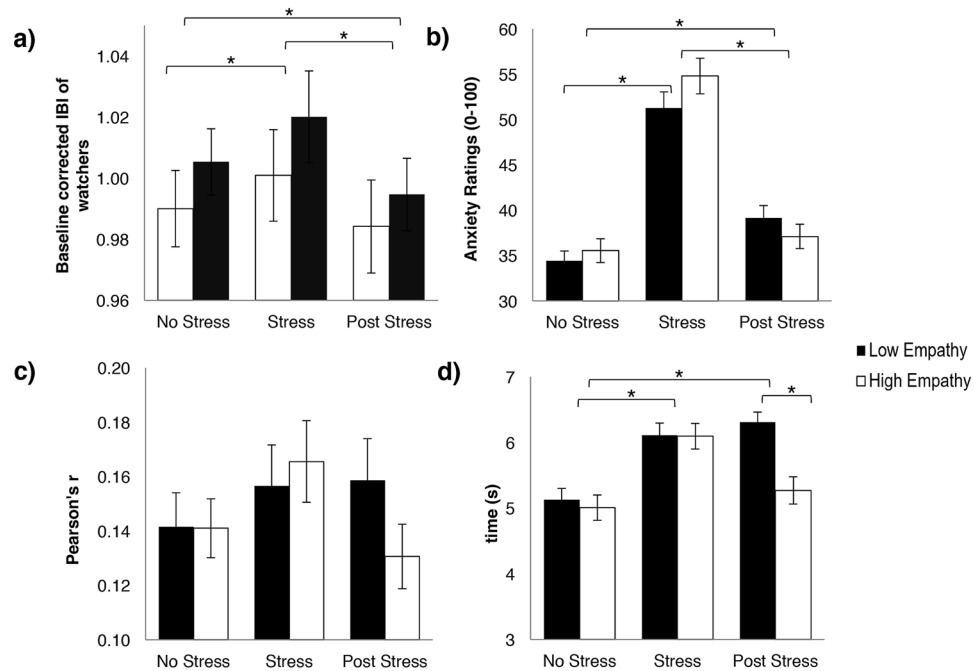 a)
Baseline corrected IBI of
watchers
1.04
1.02
1.00
0.98
0.96
*
*
*
No Stress Stress Post Stress
b)
Anxiety Ratings (0-100)
60
55
50
45
40
35
30
*
*
*
No Stress Stress Post Stress
Low Empathy
High Empathy
c)
Pearson's r
0.20
0.18
0.16
0.14
0.12
0.10
No Stress Stress Post Stress
d)
time (s)
7
6
5
4
3
*
*
*
No Stress Stress Post Stress